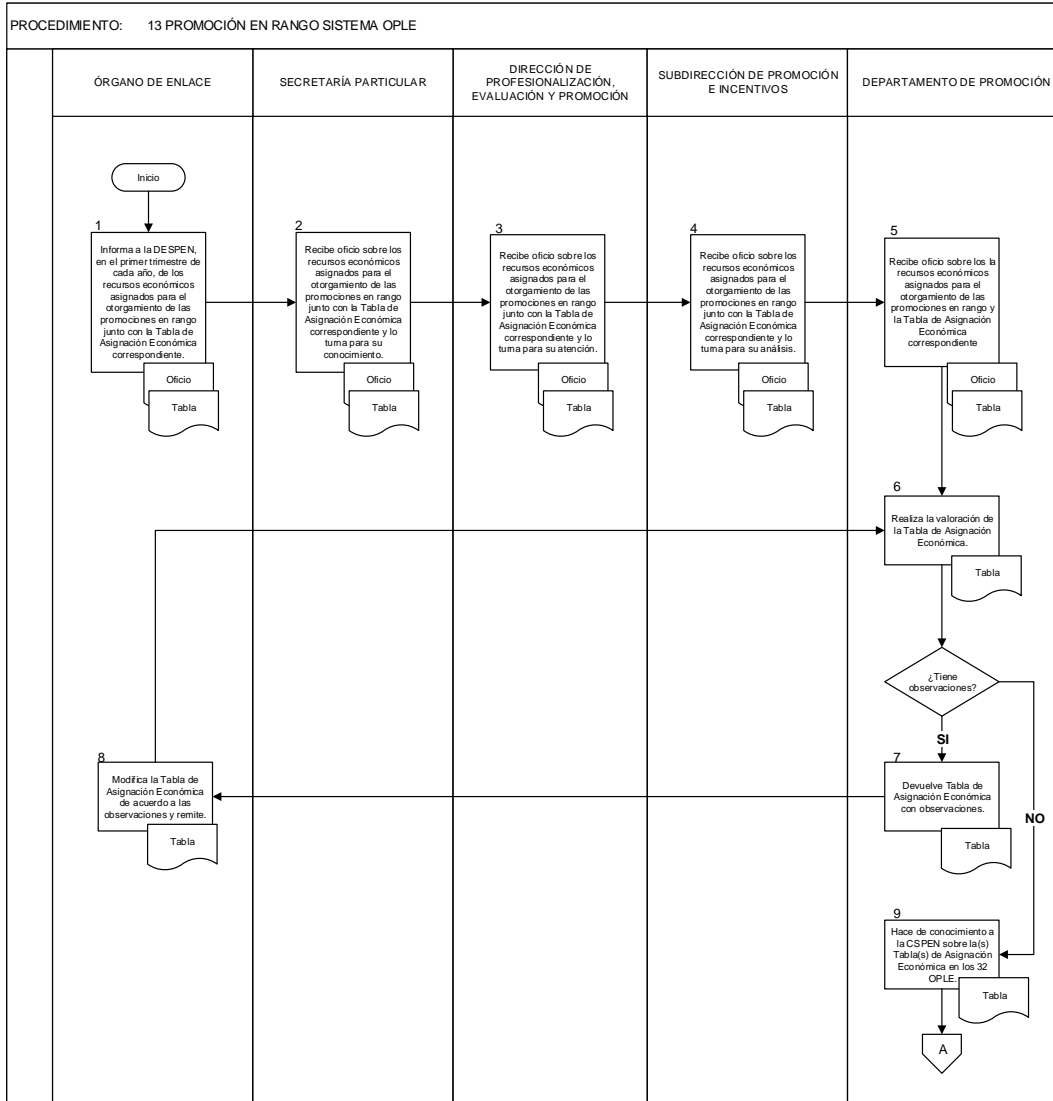 PROCEDIMIENTO: 13 PROMOCIÓN EN RANGO SISTEMA OPLE
ÓRGANO DE ENLACE
SECRETARÍA PARTICULAR
DIRECCIÓN DE
PROFESIONALIZACIÓN,
EVALUACIÓN Y PROMOCIÓN
SUBDIRECCIÓN DE PROMOCIÓN
E INCENTIVOS
DEPARTAMENTO DE PROMOCIÓN
Inicio
1
Informa a la DESPEN,
en el primer trimestre de
cada año, de los
recursos económicos
asignados para el
otorgamiento de las
promociones en rango
junto con la Tabla de
Asignación Económica
correspondiente.
Oficio
Tabla
2
Recibe oficio sobre los
recursos económicos
asignados para el
otorgamiento de las
promociones en rango
junto con la Tabla de
Asignación Económica
correspondiente y lo
turna para su
conocimiento.
Oficio
Tabla
3
Recibe oficio sobre los
recursos económicos
asignados para el
otorgamiento de las
promociones en rango
junto con la Tabla de
Asignación Económica
correspondiente y lo
turna para su atención.
Oficio
Tabla
4
Recibe oficio sobre los
recursos económicos
asignados para el
otorgamiento de las
promociones en rango
junto con la Tabla de
Asignación Económica
correspondiente y lo
turna para su análisis.
Oficio
Tabla
5
Recibe oficio sobre los la
recursos económicos
asignados para el
otorgamiento de las
promociones en rango y
la Tabla de Asignación
Económica
correspondiente
Oficio
Tabla
6
Realiza la valoración de
la Tabla de Asignación
Económica.
Tabla
¿Tiene
observaciones?
SI
NO
7
Devuelve Tabla de
Asignación Económica
con observaciones.
Tabla
8
Modifica la Tabla de
Asignación Económica
de acuerdo a las
observaciones y remite.
Tabla
9
Hace de conocimiento a
la CSPEN sobre la(s)
Tabla(s) de Asignación
Económica en los 32
OPLE.
Tabla
A